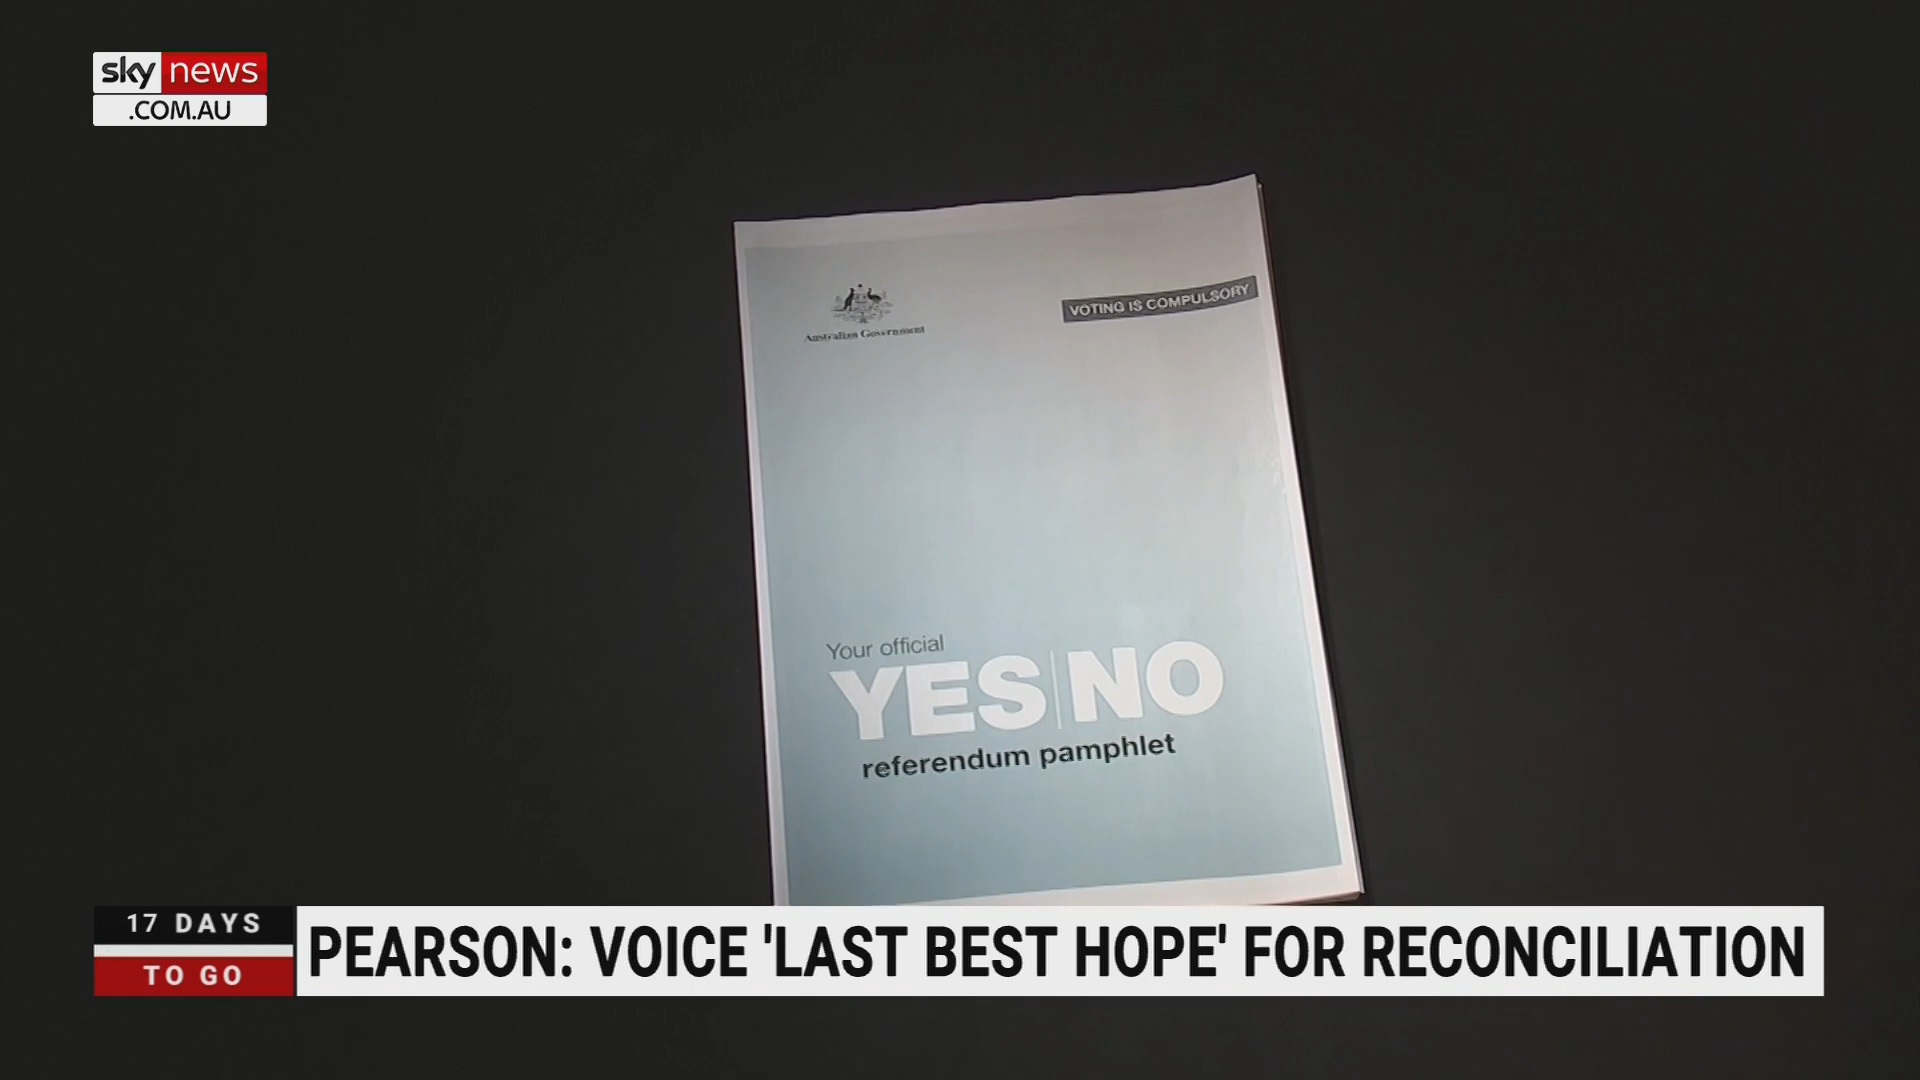 sky news
.COM.AU
Australian Government
VOTING IS COMPULSORY
Your official
YES|NO
referendum pamphlet
17 DAYS
TO GO
PEARSON: VOICE 'LAST BEST HOPE' FOR RECONCILIATION